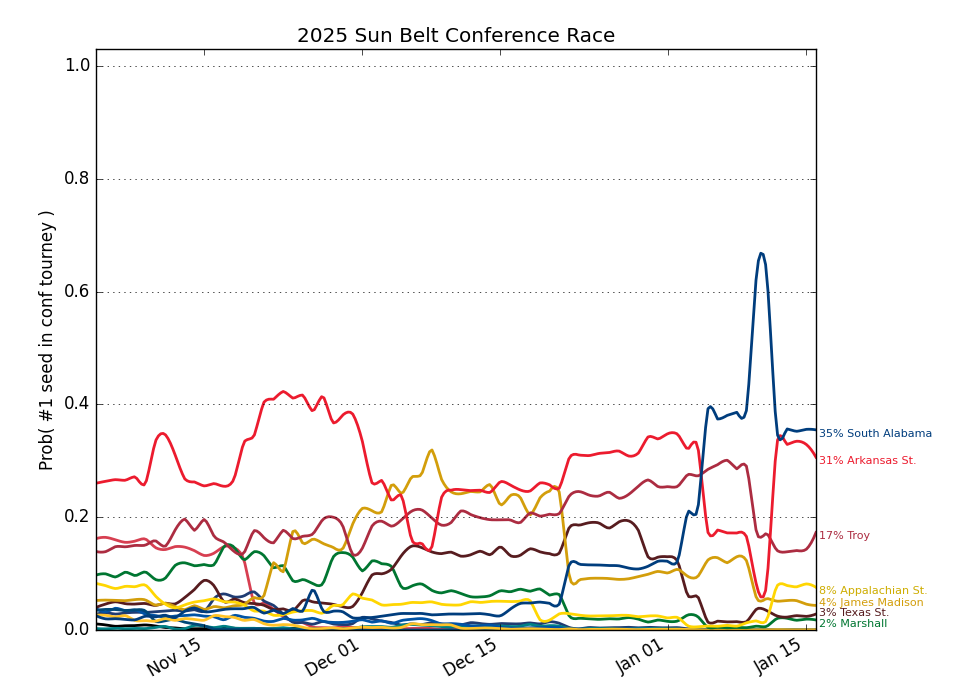 2025 Sun Belt Conference Race
Prob( #1 seed in conf tourney )
1.0
0.8
0.6
0.4
0.2
0.0
35% South Alabama
31% Arkansas St.
17% Troy
8% Appalachian St.
4% James Madison
3% Texas St.
2% Marshall
Nov 15
Dec 01
Dec 15
Jan 01
Jan 15